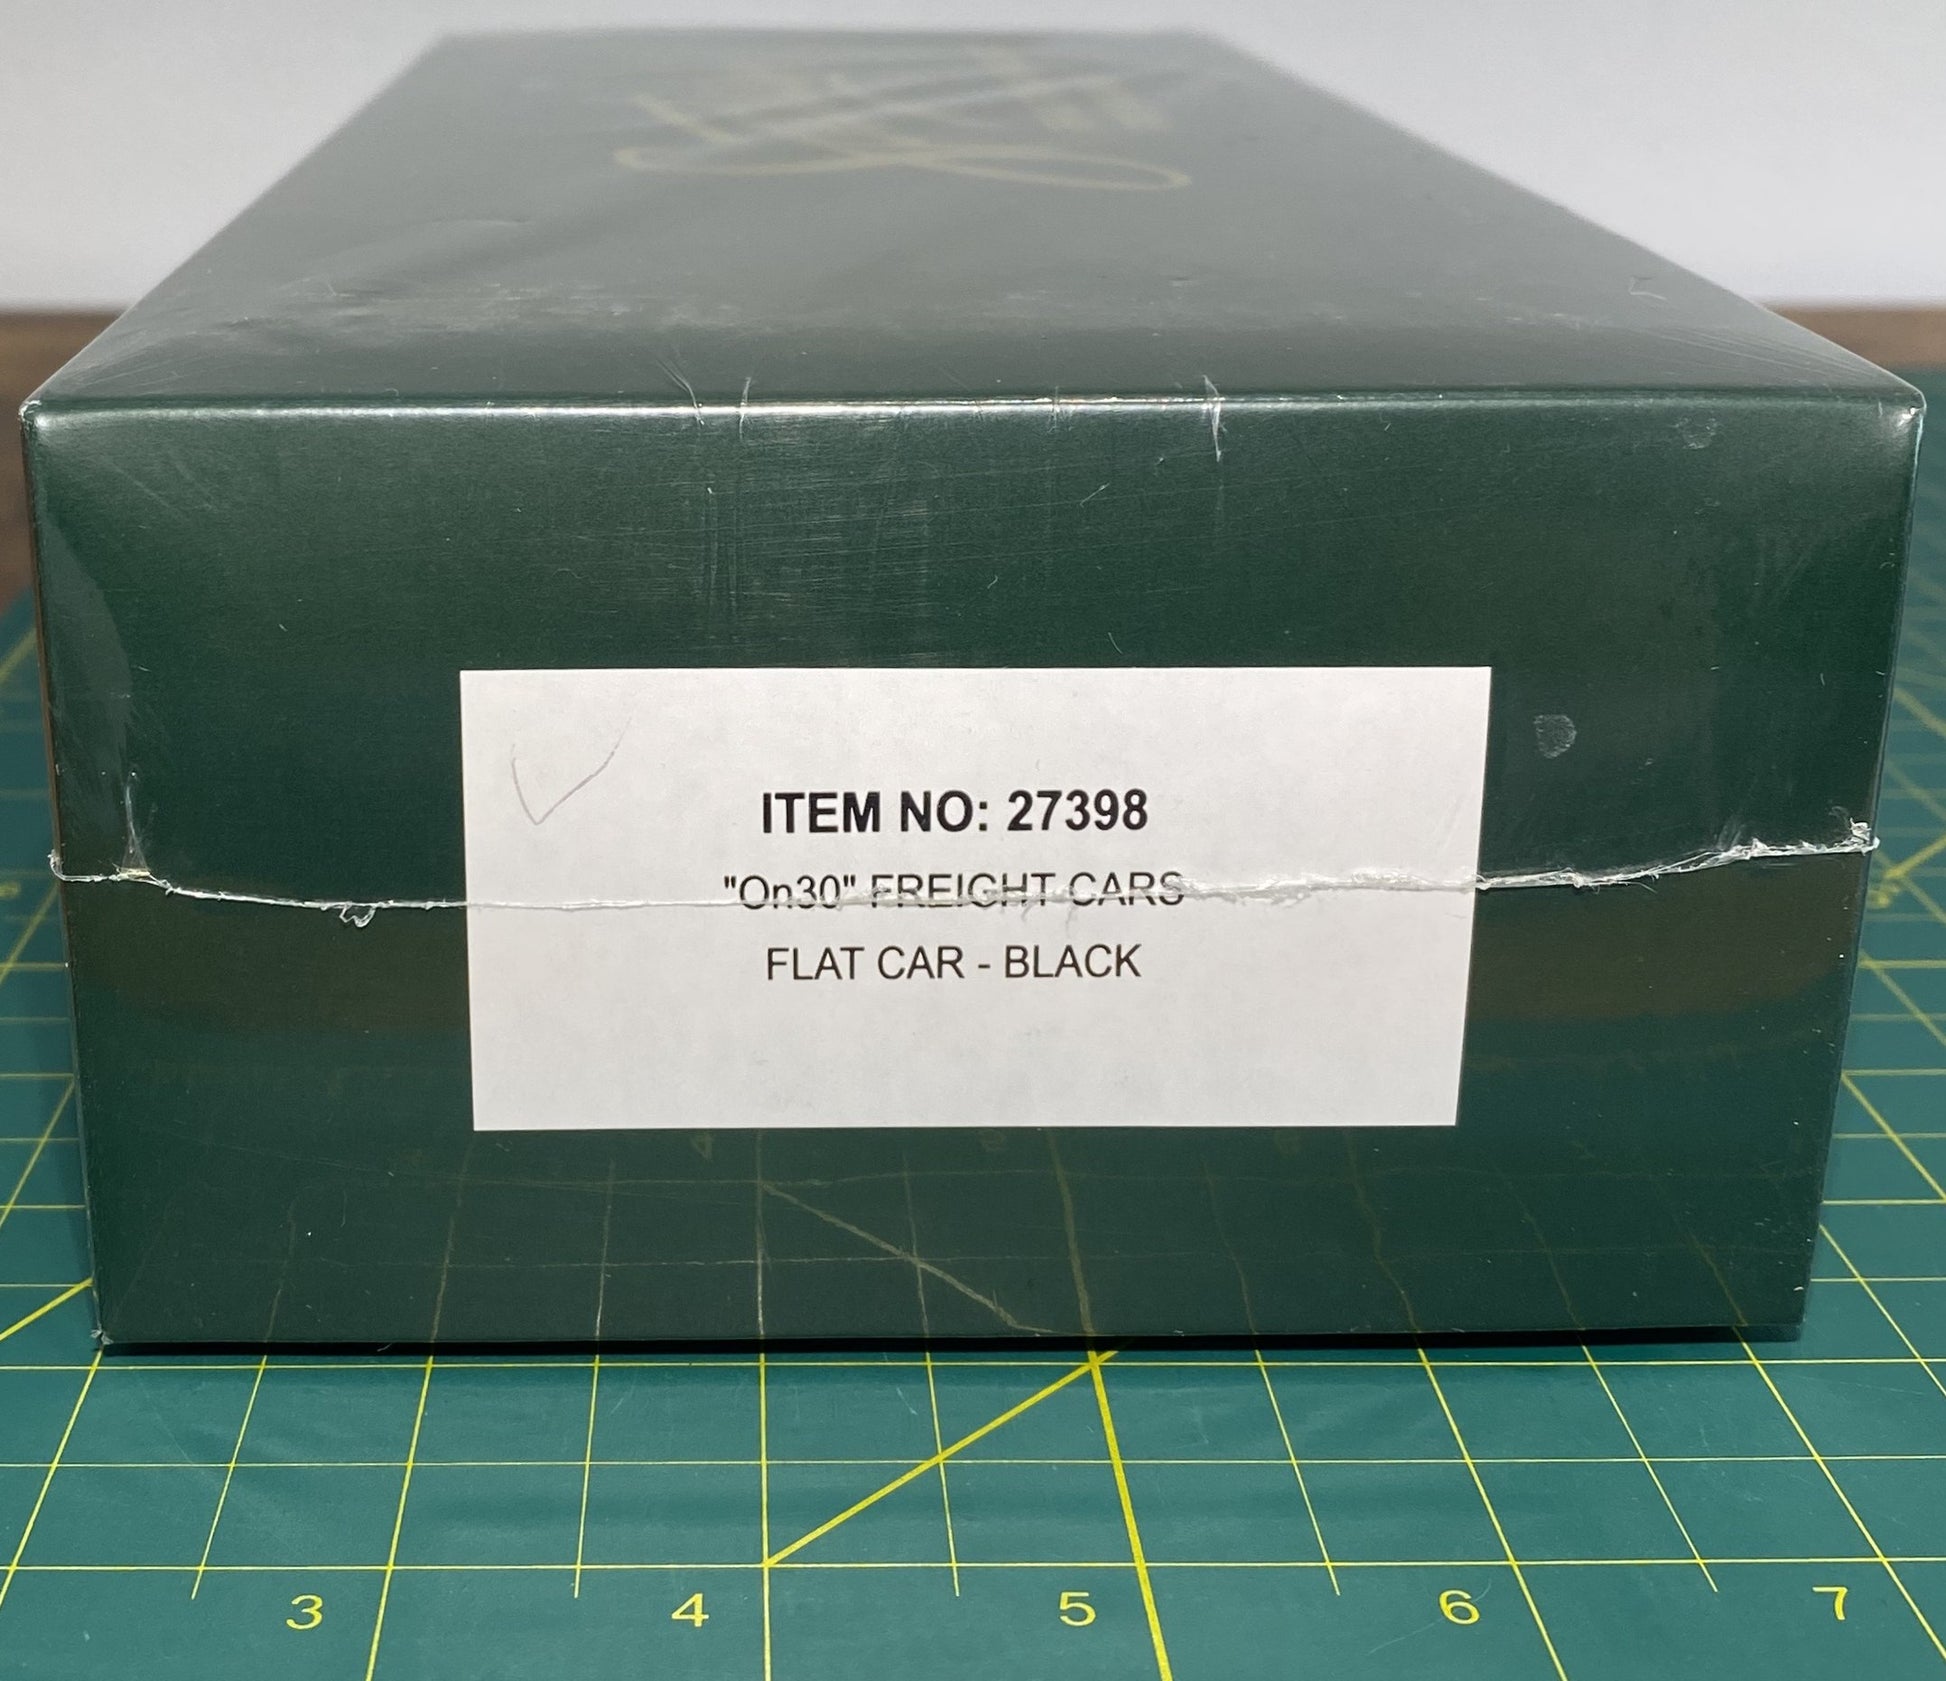 ITEM NO: 27398
"On30" FREIGHT CARS
FLAT CAR - BLACK
3 4 5 6 7